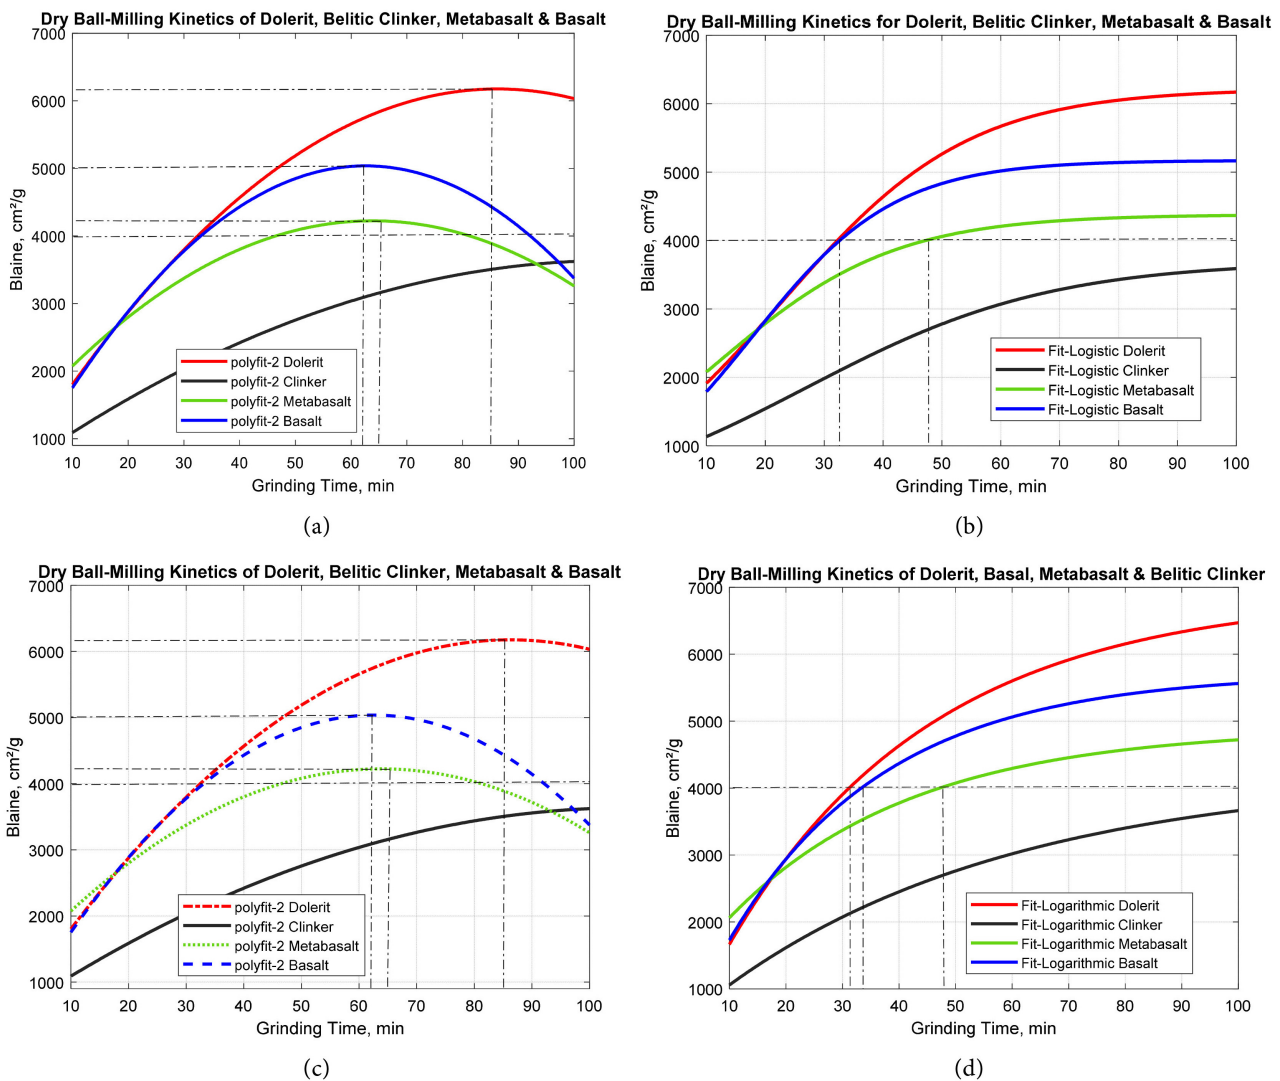 Dry Ball-Milling Kinetics of Dolerit, Belitic Clinker, Metabasalt & Basalt
7000
6000
5000
4000
3000
2000
1000
Blaine, cm²/g
polyfit-2 Dolerit
polyfit-2 Clinker
polyfit-2 Metabasalt
polyfit-2 Basalt
10 20 30 40 50 60 70 80 90 100
Grinding Time, min
(a)
Dry Ball-Milling Kinetics for Dolerit, Belitic Clinker, Metabasalt & Basalt
7000
6000
5000
4000
3000
2000
1000
Blaine, cm²/g
Fit-Logistic Dolerit
Fit-Logistic Clinker
Fit-Logistic Metabasalt
Fit-Logistic Basalt
10 20 30 40 50 60 70 80 90 100
Grinding Time, min
(b)
Dry Ball-Milling Kinetics of Dolerit, Belitic Clinker, Metabasalt & Basalt
7000
6000
5000
4000
3000
2000
1000
Blaine, cm²/g
polyfit-2 Dolerit
polyfit-2 Clinker
polyfit-2 Metabasalt
polyfit-2 Basalt
10 20 30 40 50 60 70 80 90 100
Grinding Time, min
(c)
Dry Ball-Milling Kinetics of Dolerit, Basal, Metabasalt & Belitic Clinker
7000
6000
5000
4000
3000
2000
1000
Blaine, cm²/g
Fit-Logarithmic Dolerit
Fit-Logarithmic Clinker
Fit-Logarithmic Metabasalt
Fit-Logarithmic Basalt
10 20 30 40 50 60 70 80 90 100
Grinding Time, min
(d)